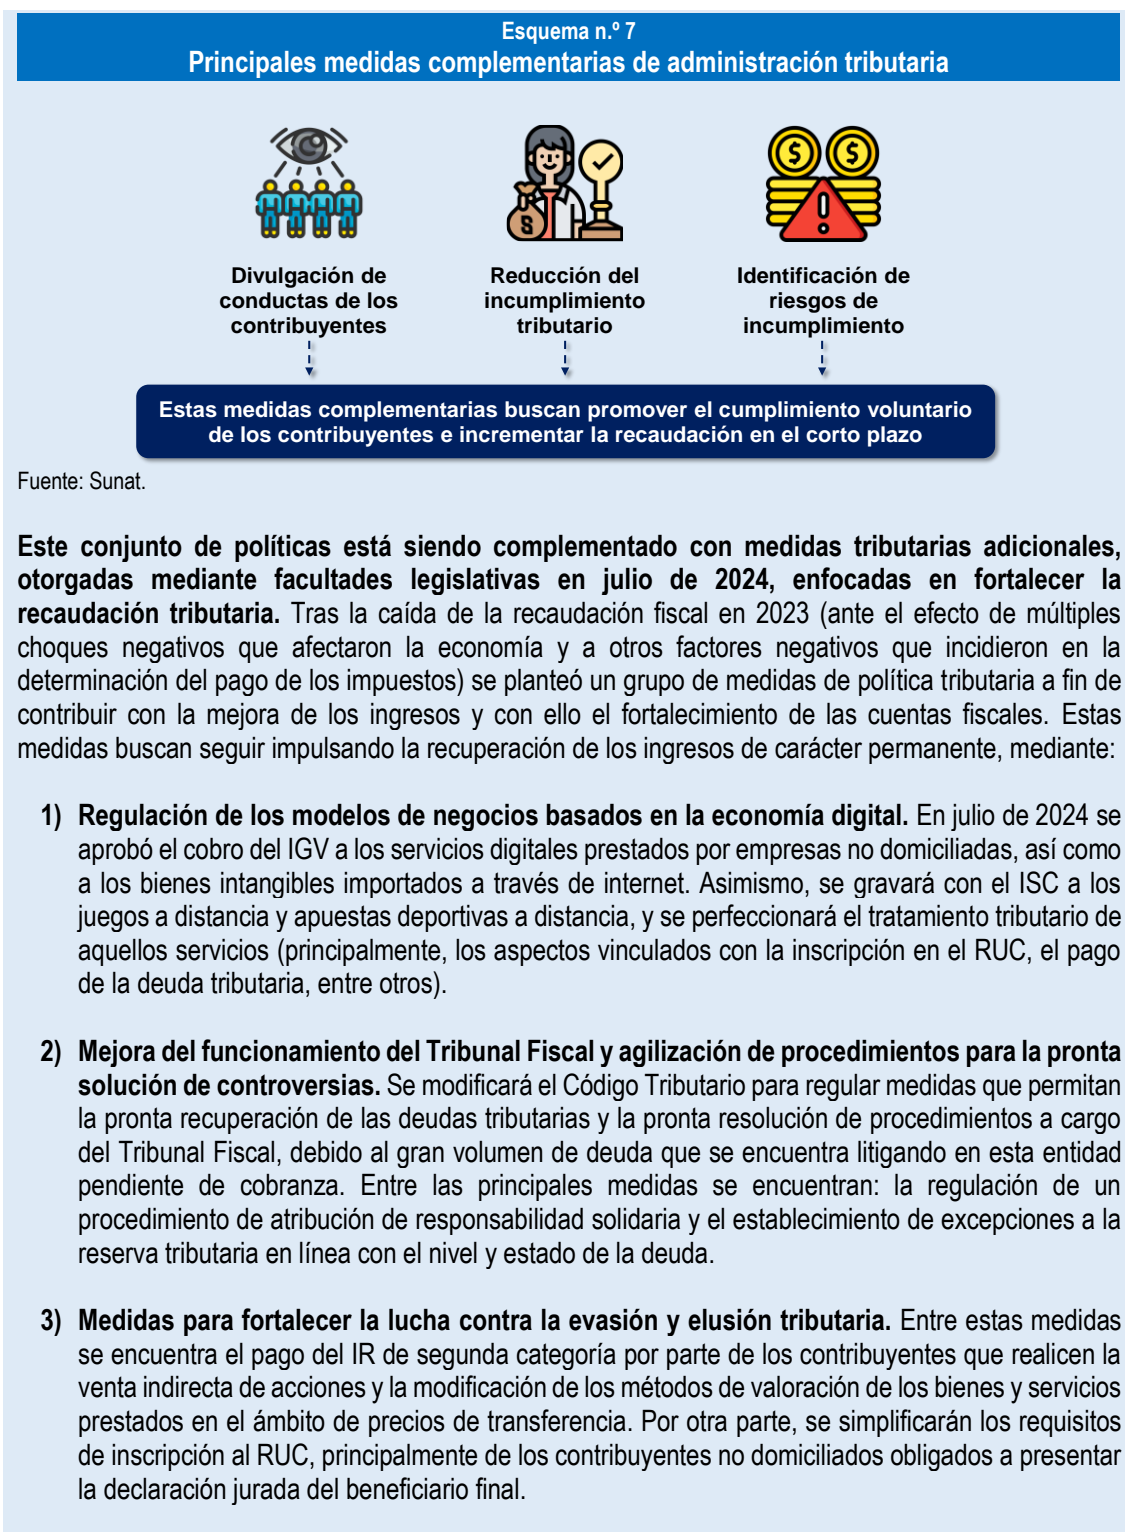 Esquema n.º 7
Principales medidas complementarias de administración tributaria
Divulgación de
conductas de los
contribuyentes
Reducción del
incumplimiento
tributario
Identificación de
riesgos de
incumplimiento
Estas medidas complementarias buscan promover el cumplimiento voluntario
de los contribuyentes e incrementar la recaudación en el corto plazo
Fuente: Sunat.
Este conjunto de políticas está siendo complementado con medidas tributarias adicionales,
otorgadas mediante facultades legislativas en julio de 2024, enfocadas en fortalecer la
recaudación tributaria. Tras la caída de la recaudación fiscal en 2023 (ante el efecto de múltiples
choques negativos que afectaron la economía y a otros factores negativos que incidieron en la
determinación del pago de los impuestos) se planteó un grupo de medidas de política tributaria a fin de
contribuir con la mejora de los ingresos y con ello el fortalecimiento de las cuentas fiscales. Estas
medidas buscan seguir impulsando la recuperación de los ingresos de carácter permanente, mediante:
1) Regulación de los modelos de negocios basados en la economía digital. En julio de 2024 se
aprobó el cobro del IGV a los servicios digitales prestados por empresas no domiciliadas, así como
a los bienes intangibles importados a través de internet. Asimismo, se gravará con el ISC a los
juegos a distancia y apuestas deportivas a distancia, y se perfeccionará el tratamiento tributario de
aquellos servicios (principalmente, los aspectos vinculados con la inscripción en el RUC, el pago
de la deuda tributaria, entre otros).
2) Mejora del funcionamiento del Tribunal Fiscal y agilización de procedimientos para la pronta
solución de controversias. Se modificará el Código Tributario para regular medidas que permitan
la pronta recuperación de las deudas tributarias y la pronta resolución de procedimientos a cargo
del Tribunal Fiscal, debido al gran volumen de deuda que se encuentra litigando en esta entidad
pendiente de cobranza. Entre las principales medidas se encuentran: la regulación de un
procedimiento de atribución de responsabilidad solidaria y el establecimiento de excepciones a la
reserva tributaria en línea con el nivel y estado de la deuda.
3) Medidas para fortalecer la lucha contra la evasión y elusión tributaria. Entre estas medidas
se encuentra el pago del IR de segunda categoría por parte de los contribuyentes que realicen la
venta indirecta de acciones y la modificación de los métodos de valoración de los bienes y servicios
prestados en el ámbito de precios de transferencia. Por otra parte, se simplificarán los requisitos
de inscripción al RUC, principalmente de los contribuyentes no domiciliados obligados a presentar
la declaración jurada del beneficiario final.